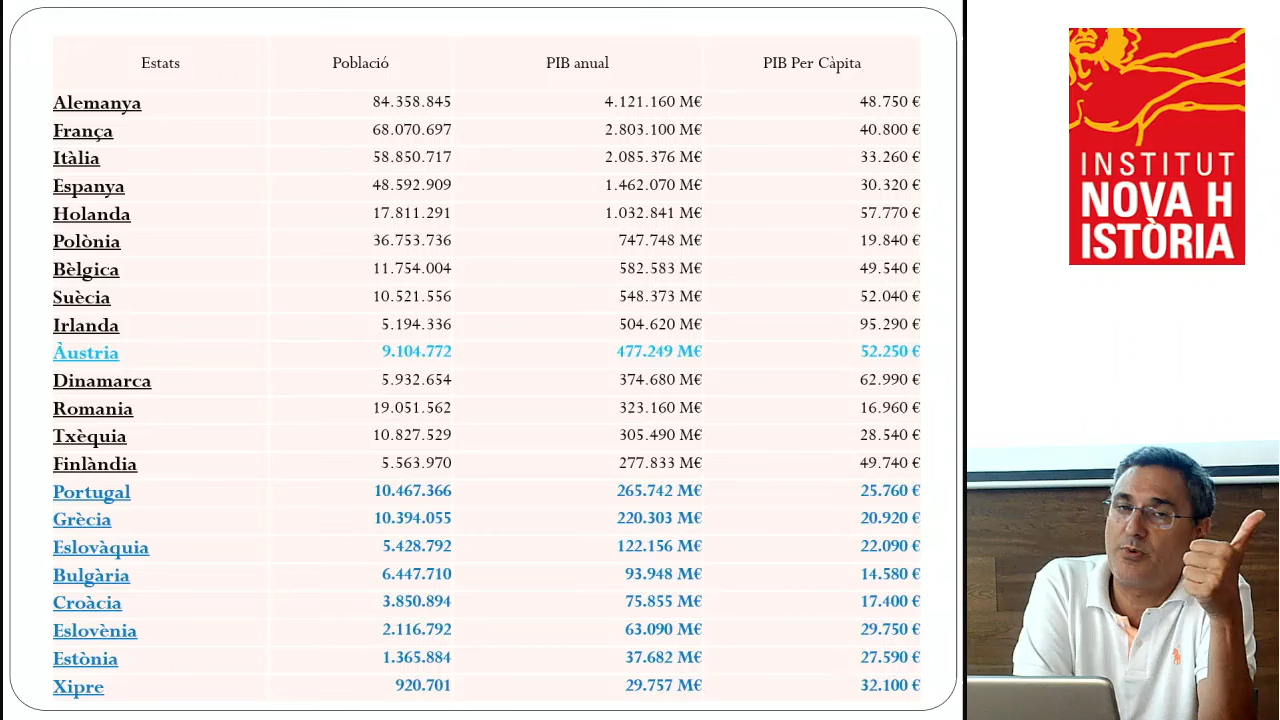 Estats Població PIB anual PIB Per Càpita
Alemanya 84.358.845 4.121.160 M€ 48.750 €
França 68.070.697 2.803.100 M€ 40.800 €
Itàlia 58.850.717 2.085.376 M€ 33.260 €
Espanya 48.592.909 1.462.070 M€ 30.320 €
Holanda 17.811.291 1.032.841 M€ 57.770 €
Polònia 36.753.736 747.748 M€ 19.840 €
Bèlgica 11.754.004 582.583 M€ 49.540 €
Suècia 10.521.556 548.373 M€ 52.040 €
Irlanda 5.194.336 504.620 M€ 95.290 €
Àustria 9.104.772 477.249 M€ 52.250 €
Dinamarca 5.932.654 374.680 M€ 62.990 €
Romania 19.051.562 323.160 M€ 16.960 €
Txèquia 10.827.529 305.490 M€ 28.540 €
Finlàndia 5.563.970 277.833 M€ 49.740 €
Portugal 10.467.366 265.742 M€ 25.760 €
Grècia 10.394.055 220.303 M€ 20.920 €
Eslovàquia 5.428.792 122.156 M€ 22.090 €
Bulgària 6.447.710 93.948 M€ 14.580 €
Croàcia 3.850.894 75.855 M€ 17.400 €
Eslovènia 2.116.792 63.090 M€ 29.750 €
Estònia 1.365.884 37.682 M€ 27.590 €
Xipre 920.701 29.757 M€ 32.100 €
INSTITUT
NOVA H
ISTÒRIA